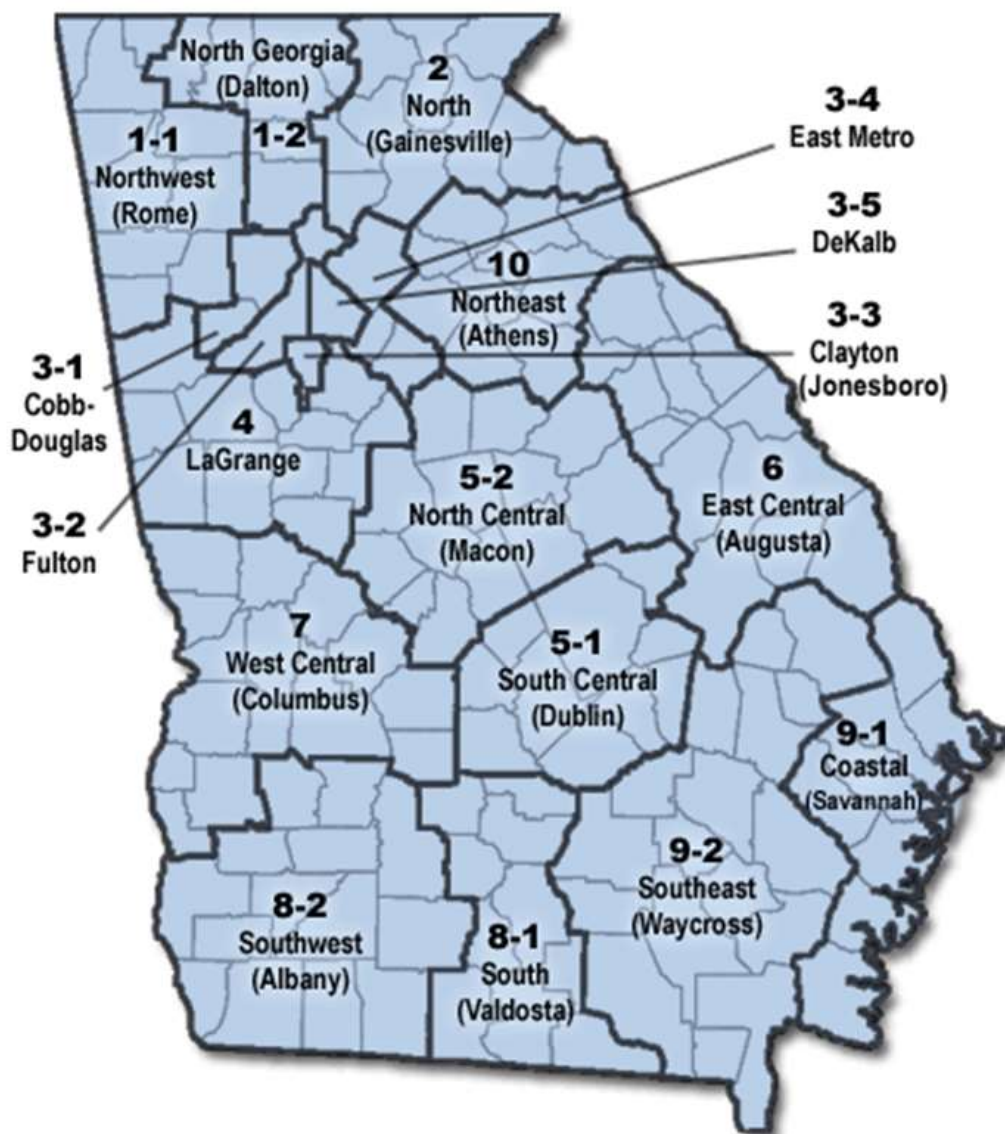 North Georgia
(Dalton)
1-2
2
North
(Gainesville)
3-4
East Metro
1-1
Northwest
(Rome)
3-5
DeKalb
10
Northeast
(Athens)
3-3
Clayton
(Jonesboro)
3-1
Cobb-
Douglas
4
LaGrange
3-2
Fulton
5-2
North Central
(Macon)
6
East Central
(Augusta)
7
West Central
(Columbus)
5-1
South Central
(Dublin)
9-1
Coastal
(Savannah)
8-2
Southwest
(Albany)
8-1
South
(Valdosta)
9-2
Southeast
(Waycross)